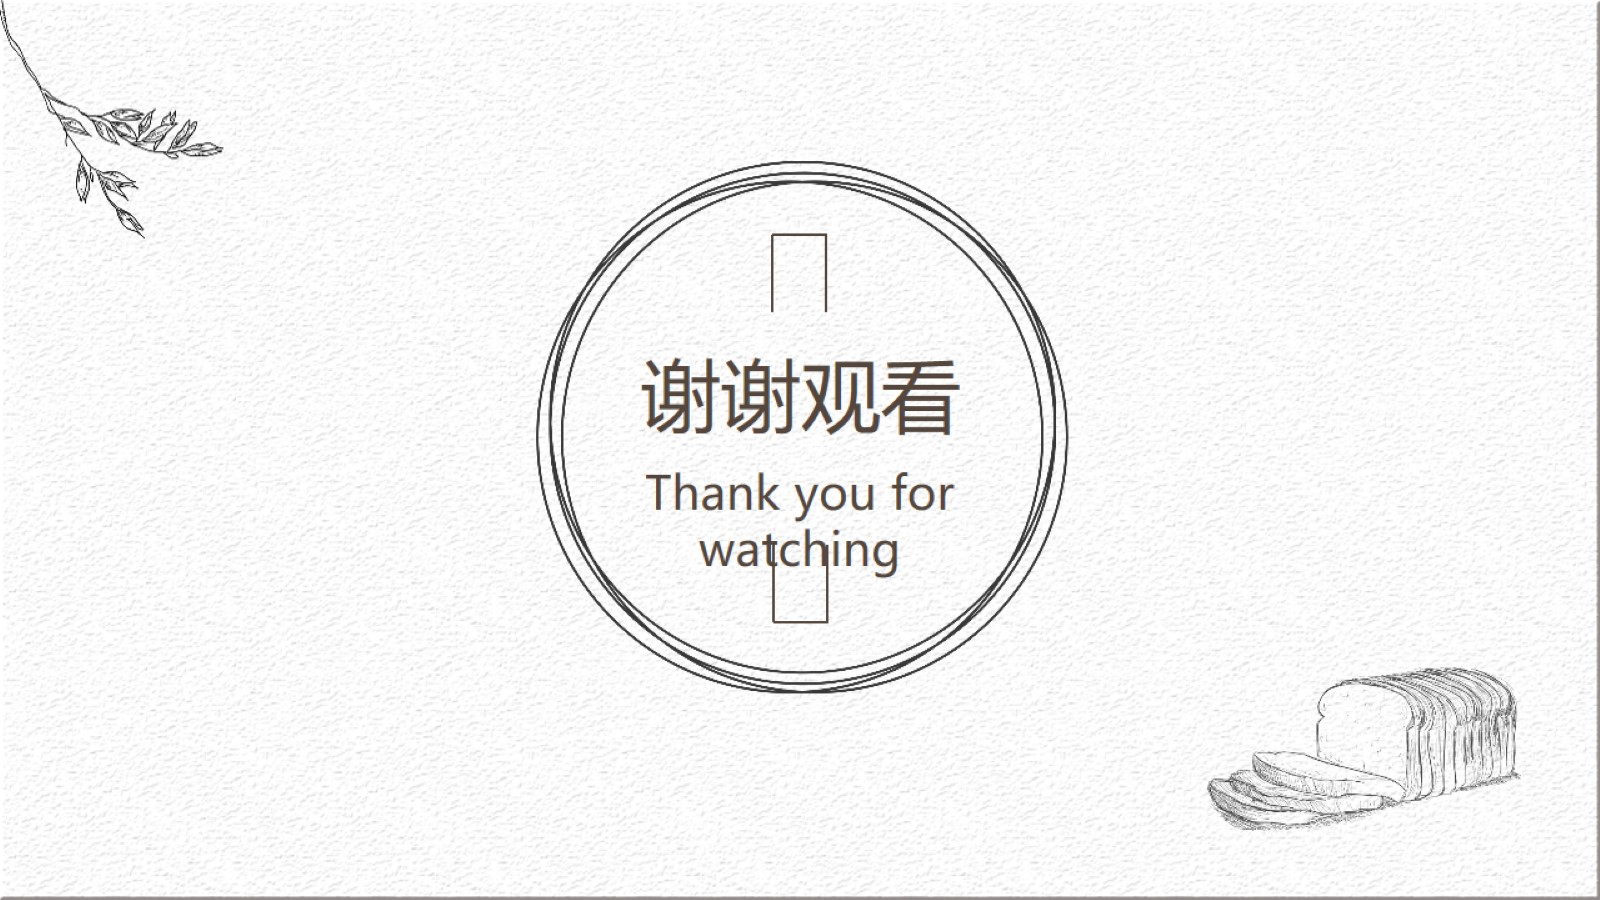 谢谢观看
Thank you for
watching